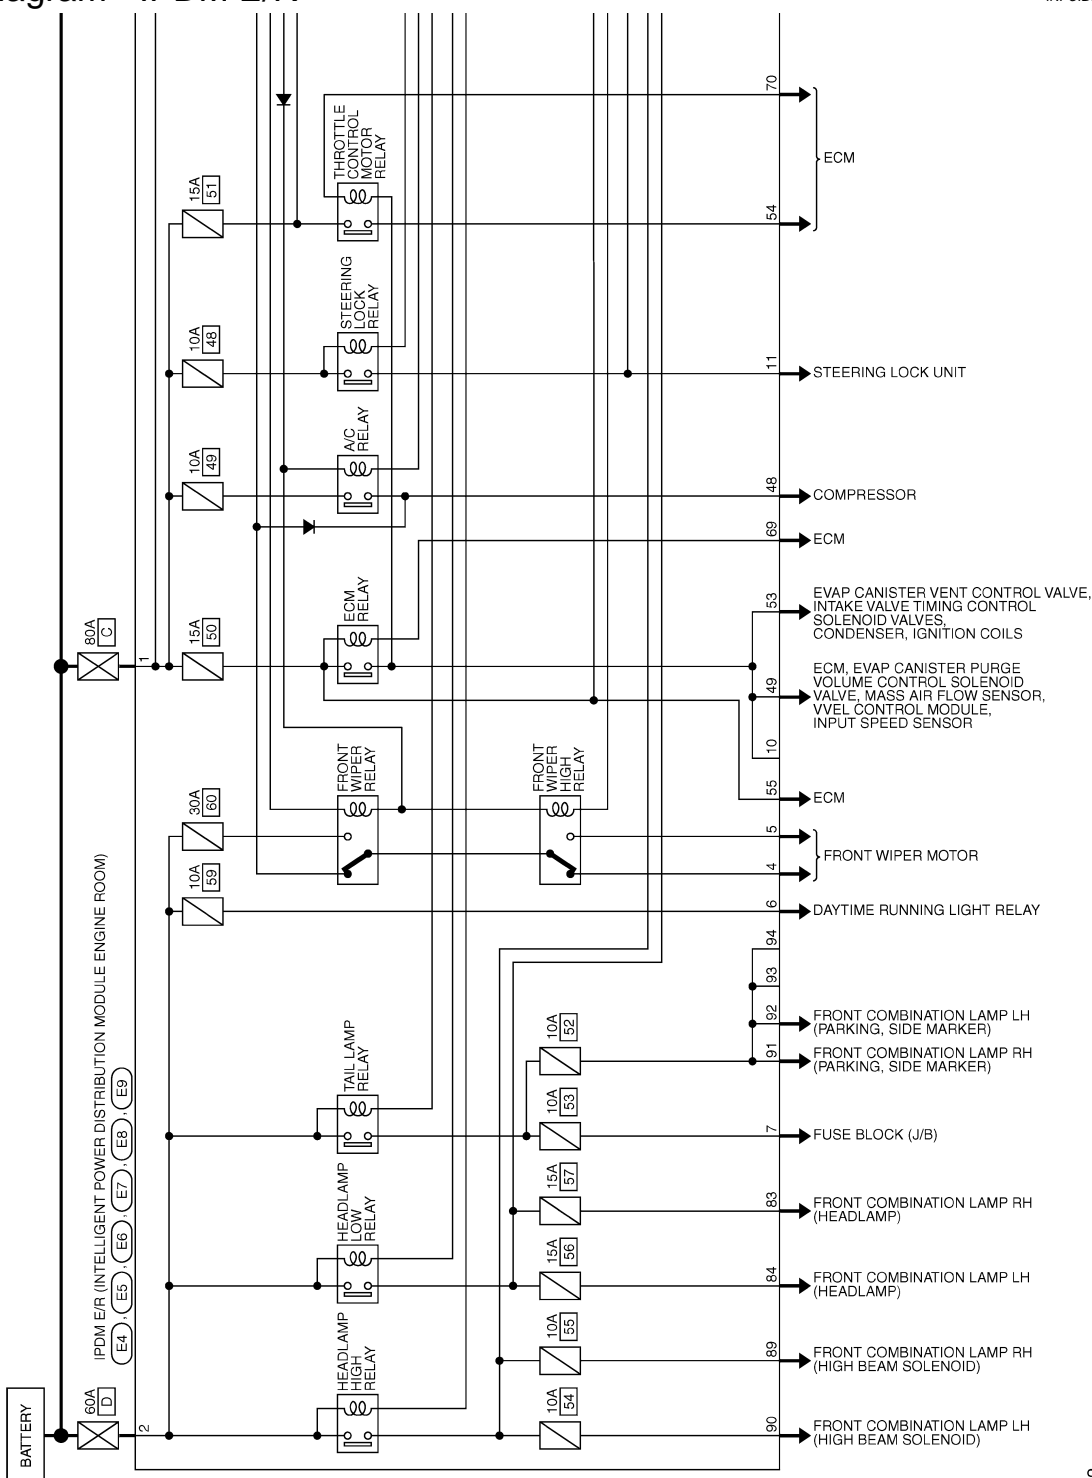 70
THROTTLE
CONTROL
MOTOR
RELAY
ECM
15A
51
54
STEERING
LOCK
RELAY
10A
48
11
STEERING LOCK UNIT
A/C
RELAY
10A
49
48
COMPRESSOR
69
ECM
ECM
RELAY
80A
C
1
15A
50
53
EVAP CANISTER VENT CONTROL VALVE,
INTAKE VALVE TIMING CONTROL
SOLENOID VALVES,
CONDENSER, IGNITION COILS
49
ECM, EVAP CANISTER PURGE
VOLUME CONTROL SOLENOID
VALVE, MASS AIR FLOW SENSOR,
VVEL CONTROL MODULE,
INPUT SPEED SENSOR
10
FRONT
WIPER
RELAY
FRONT
WIPER
HIGH
RELAY
55
ECM
30A
60
5
FRONT WIPER MOTOR
4
10A
59
6
DAYTIME RUNNING LIGHT RELAY
94
93
IPDM E/R (INTELLIGENT POWER DISTRIBUTION MODULE ENGINE ROOM)
E4 , E5 , E6 , E7 , E8 , E9
92
FRONT COMBINATION LAMP LH
(PARKING, SIDE MARKER)
TAIL LAMP
RELAY
10A
52
91
FRONT COMBINATION LAMP RH
(PARKING, SIDE MARKER)
10A
53
7
FUSE BLOCK (J/B)
HEADLAMP
LOW
RELAY
15A
57
83
FRONT COMBINATION LAMP RH
(HEADLAMP)
15A
56
84
FRONT COMBINATION LAMP LH
(HEADLAMP)
HEADLAMP
HIGH
RELAY
10A
55
89
FRONT COMBINATION LAMP RH
(HIGH BEAM SOLENOID)
BATTERY
60A
D
2
10A
54
90
FRONT COMBINATION LAMP LH
(HIGH BEAM SOLENOID)